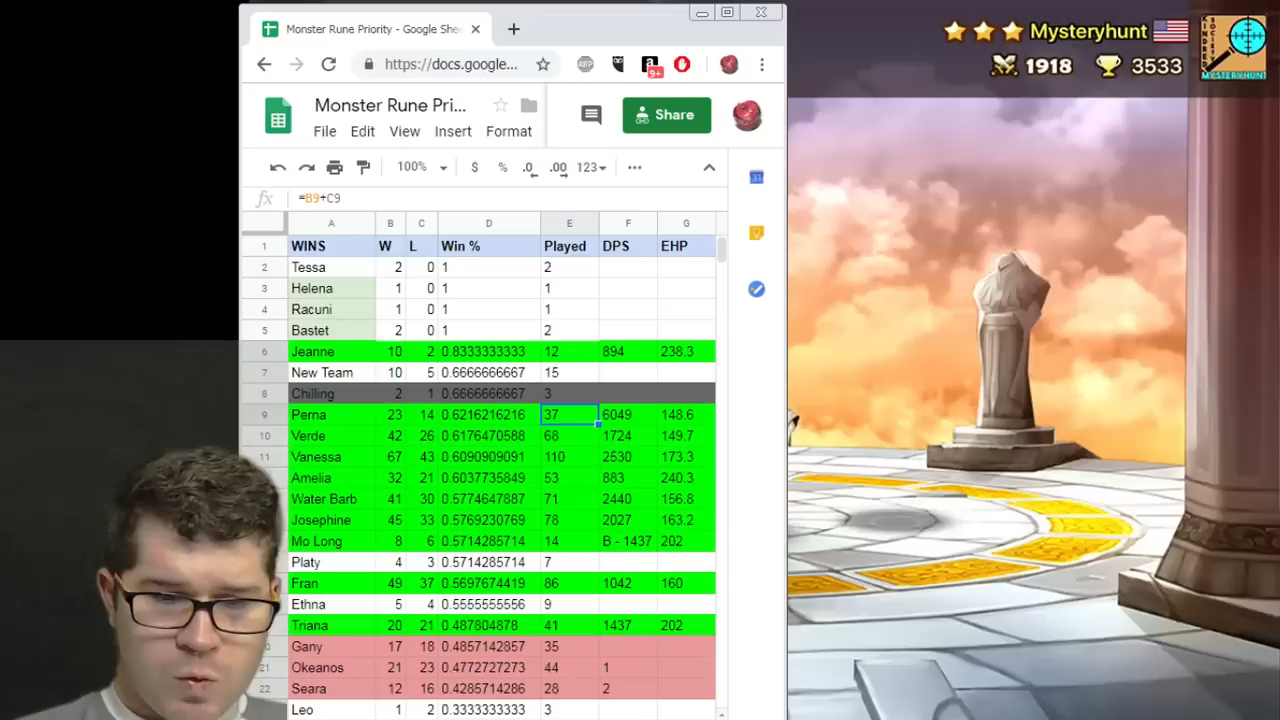 Monster Rune Priority - Google She
https://docs.google...
9+
Monster Rune Pri...
Share
File Edit View Insert Format
100% $ % .0 .00 123 ...
fx =B9+C9
A B C D E F G
1 WINS W L Win % Played DPS EHP
2 Tessa 2 0 1 2
3 Helena 1 0 1 1
4 Racuni 1 0 1 1
5 Bastet 2 0 1 2
6 Jeanne 10 2 0.8333333333 12 894 238.3
7 New Team 10 5 0.6666666667 15
8 Chilling 2 1 0.6666666667 3
9 Perna 23 14 0.6216216216 37 6049 148.6
10 Verde 42 26 0.6176470588 68 1724 149.7
11 Vanessa 67 43 0.6090909091 110 2530 173.3
Amelia 32 21 0.6037735849 53 883 240.3
Water Barb 41 30 0.5774647887 71 2440 156.8
Josephine 45 33 0.5769230769 78 2027 163.2
Mo Long 8 6 0.5714285714 14 B - 1437 202
Platy 4 3 0.5714285714 7
Fran 49 37 0.5697674419 86 1042 160
Ethna 5 4 0.5555555556 9
Triana 20 21 0.487804878 41 1437 202
Gany 17 18 0.4857142857 35
21 Okeanos 21 23 0.4772727273 44 1
22 Seara 12 16 0.4285714286 28 2
Leo 1 2 0.3333333333 3
Mysteryhunt
1918 3533
KINDRED
SOCIETY
MYSTERYHUNT